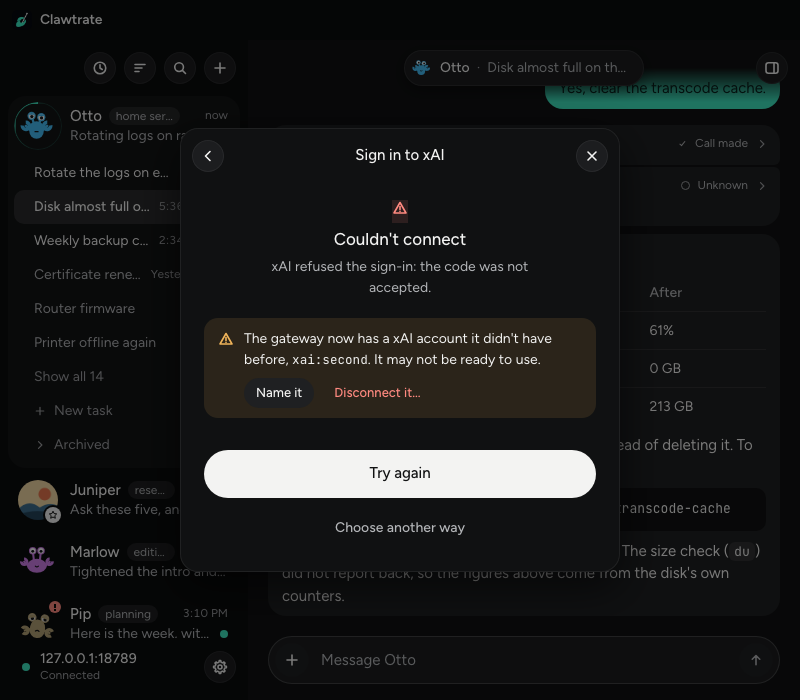 Clawtrate
Otto · Disk almost full on th...
Otto home ser... now
Rotating logs on
Rotate the logs on e...
Disk almost full o... 5:36
Weekly backup c... 2:34
Certificate rene... Yeste
Router firmware
Printer offline again
Show all 14
New task
Archived
Juniper rese...
Ask these five, an
Marlow editi...
Tightened the intro and...
Pip planning 3:10 PM
Here is the week. wit...
127.0.0.1:18789
Connected
Yes, clear the transcode cache.
Call made
Unknown
After
61%
0 GB
213 GB
ead of deleting it. To
transcode-cache
The size check ( du )
did not report back, so the figures above come from the disk's own
counters.
Message Otto
Sign in to xAI
Couldn't connect
xAI refused the sign-in: the code was not
accepted.
The gateway now has a xAI account it didn't have
before, xai:second. It may not be ready to use.
Name it Disconnect it...
Try again
Choose another way